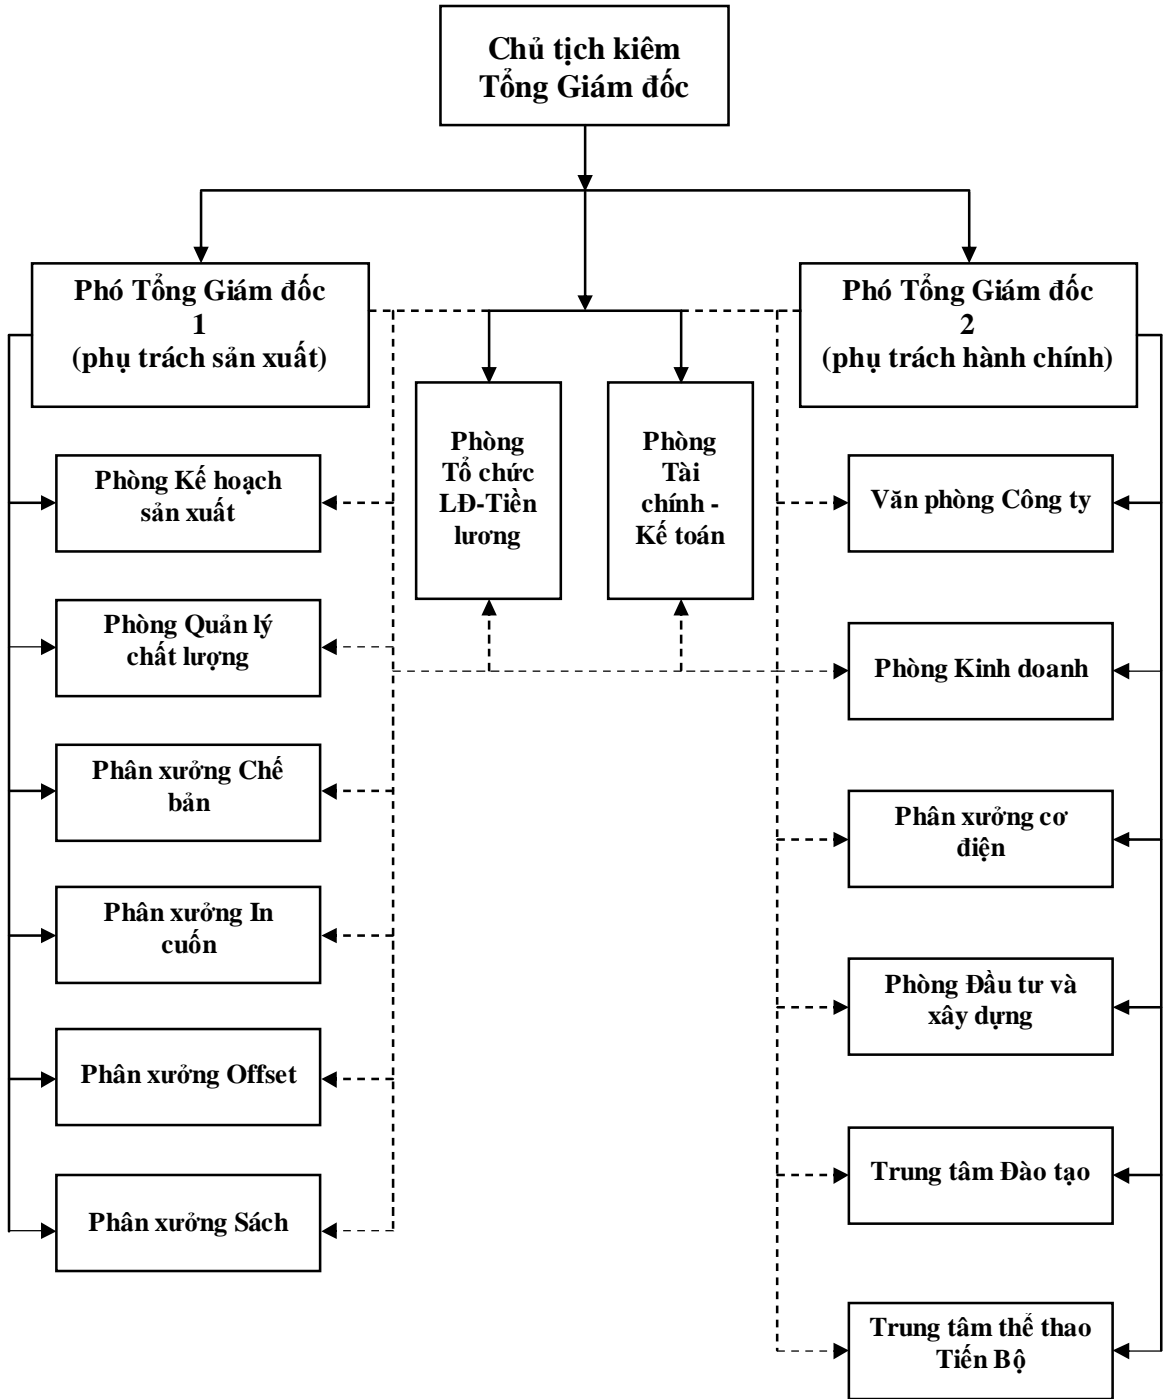 Chủ tịch kiêm
Tổng Giám đốc
Phó Tổng Giám đốc
1
(phụ trách sản xuất)
Phó Tổng Giám đốc
2
(phụ trách hành chính)
Phòng
Tổ chức
LĐ-Tiền
lương
Phòng
Tài
chính -
Kế toán
Phòng Kế hoạch
sản xuất
Phòng Quản lý
chất lượng
Phân xưởng Chế
bản
Phân xưởng In
cuốn
Phân xưởng Offset
Phân xưởng Sách
Văn phòng Công ty
Phòng Kinh doanh
Phân xưởng cơ
điện
Phòng Đầu tư và
xây dựng
Trung tâm Đào tạo
Trung tâm thể thao
Tiến Bộ